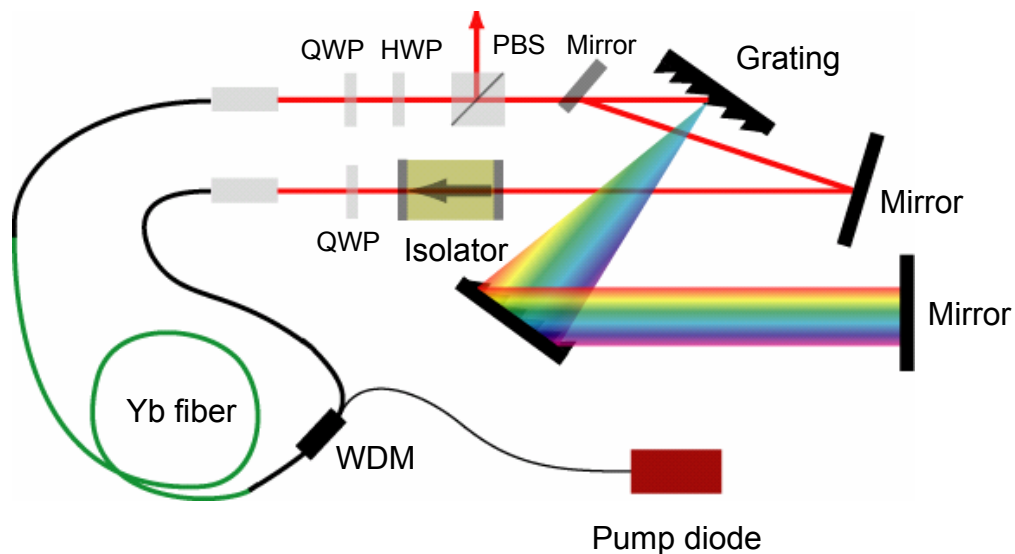 QWP
HWP
PBS
Mirror
Grating
QWP
Isolator
Mirror
Mirror
Yb fiber
WDM
Pump diode